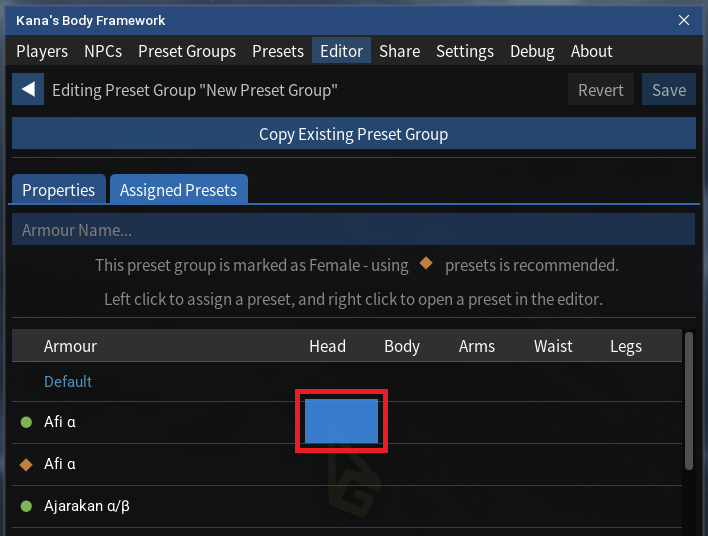 Kana's Body Framework
Players NPCs Preset Groups Presets Editor Share Settings Debug About
Editing Preset Group "New Preset Group" Revert Save
Copy Existing Preset Group
Properties Assigned Presets
Armour Name...
This preset group is marked as Female - using presets is recommended.
Left click to assign a preset, and right click to open a preset in the editor.
Armour Head Body Arms Waist Legs
Default
Afi α
Afi α
Ajarakan α/β